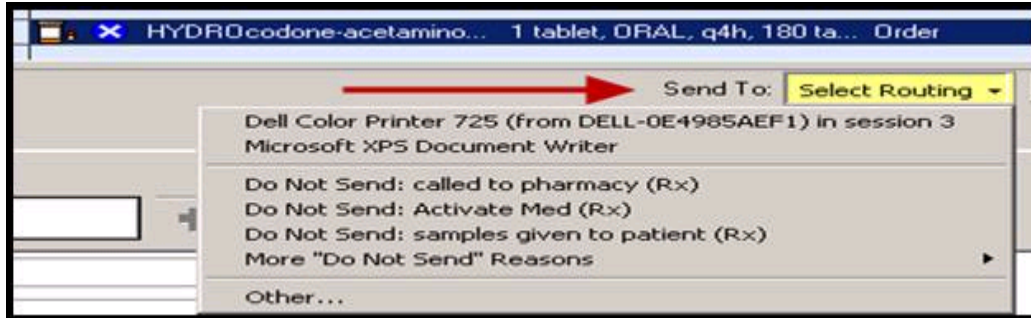 HYDROcodone-acetamino... 1 tablet, ORAL, q4h, 180 ta... Order
Send To: Select Routing
Dell Color Printer 725 (from DELL-0E4985AEF1) in session 3
Microsoft XPS Document Writer
Do Not Send: called to pharmacy (Rx)
Do Not Send: Activate Med (Rx)
Do Not Send: samples given to patient (Rx)
More "Do Not Send" Reasons
Other...